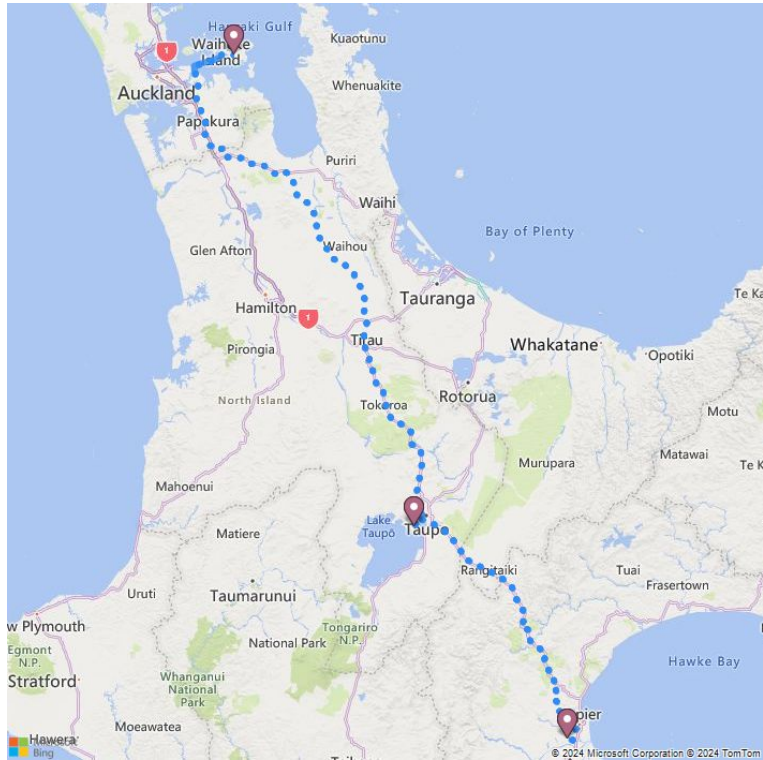 Hauraki Gulf
Kuaotunu
1
Waiheke
Island
Auckland
Whenuakite
Papakura
Puriri
Waihi
Bay of Plenty
Glen Afton
Waihou
Te Ka
Tauranga
Hamilton
1
Tirau
Whakatane
Opotiki
Pirongia
Rotorua
North Island
Tokoroa
Motu
Murupara
Matawai
Te K
Mahoenui
Lake
Taupō
Taupo
Matiere
Rangitaiki
Tuai
Frasertown
Uruti
Taumarunui
w Plymouth
Tongariro
N.P.
National Park
Egmont
N.P.
Stratford
Whanganui
National
Park
Hawke Bay
Moeawatea
pier
Hawera
Microsoft
Bing
Taih
© 2024 Microsoft Corporation © 2024 TomTom